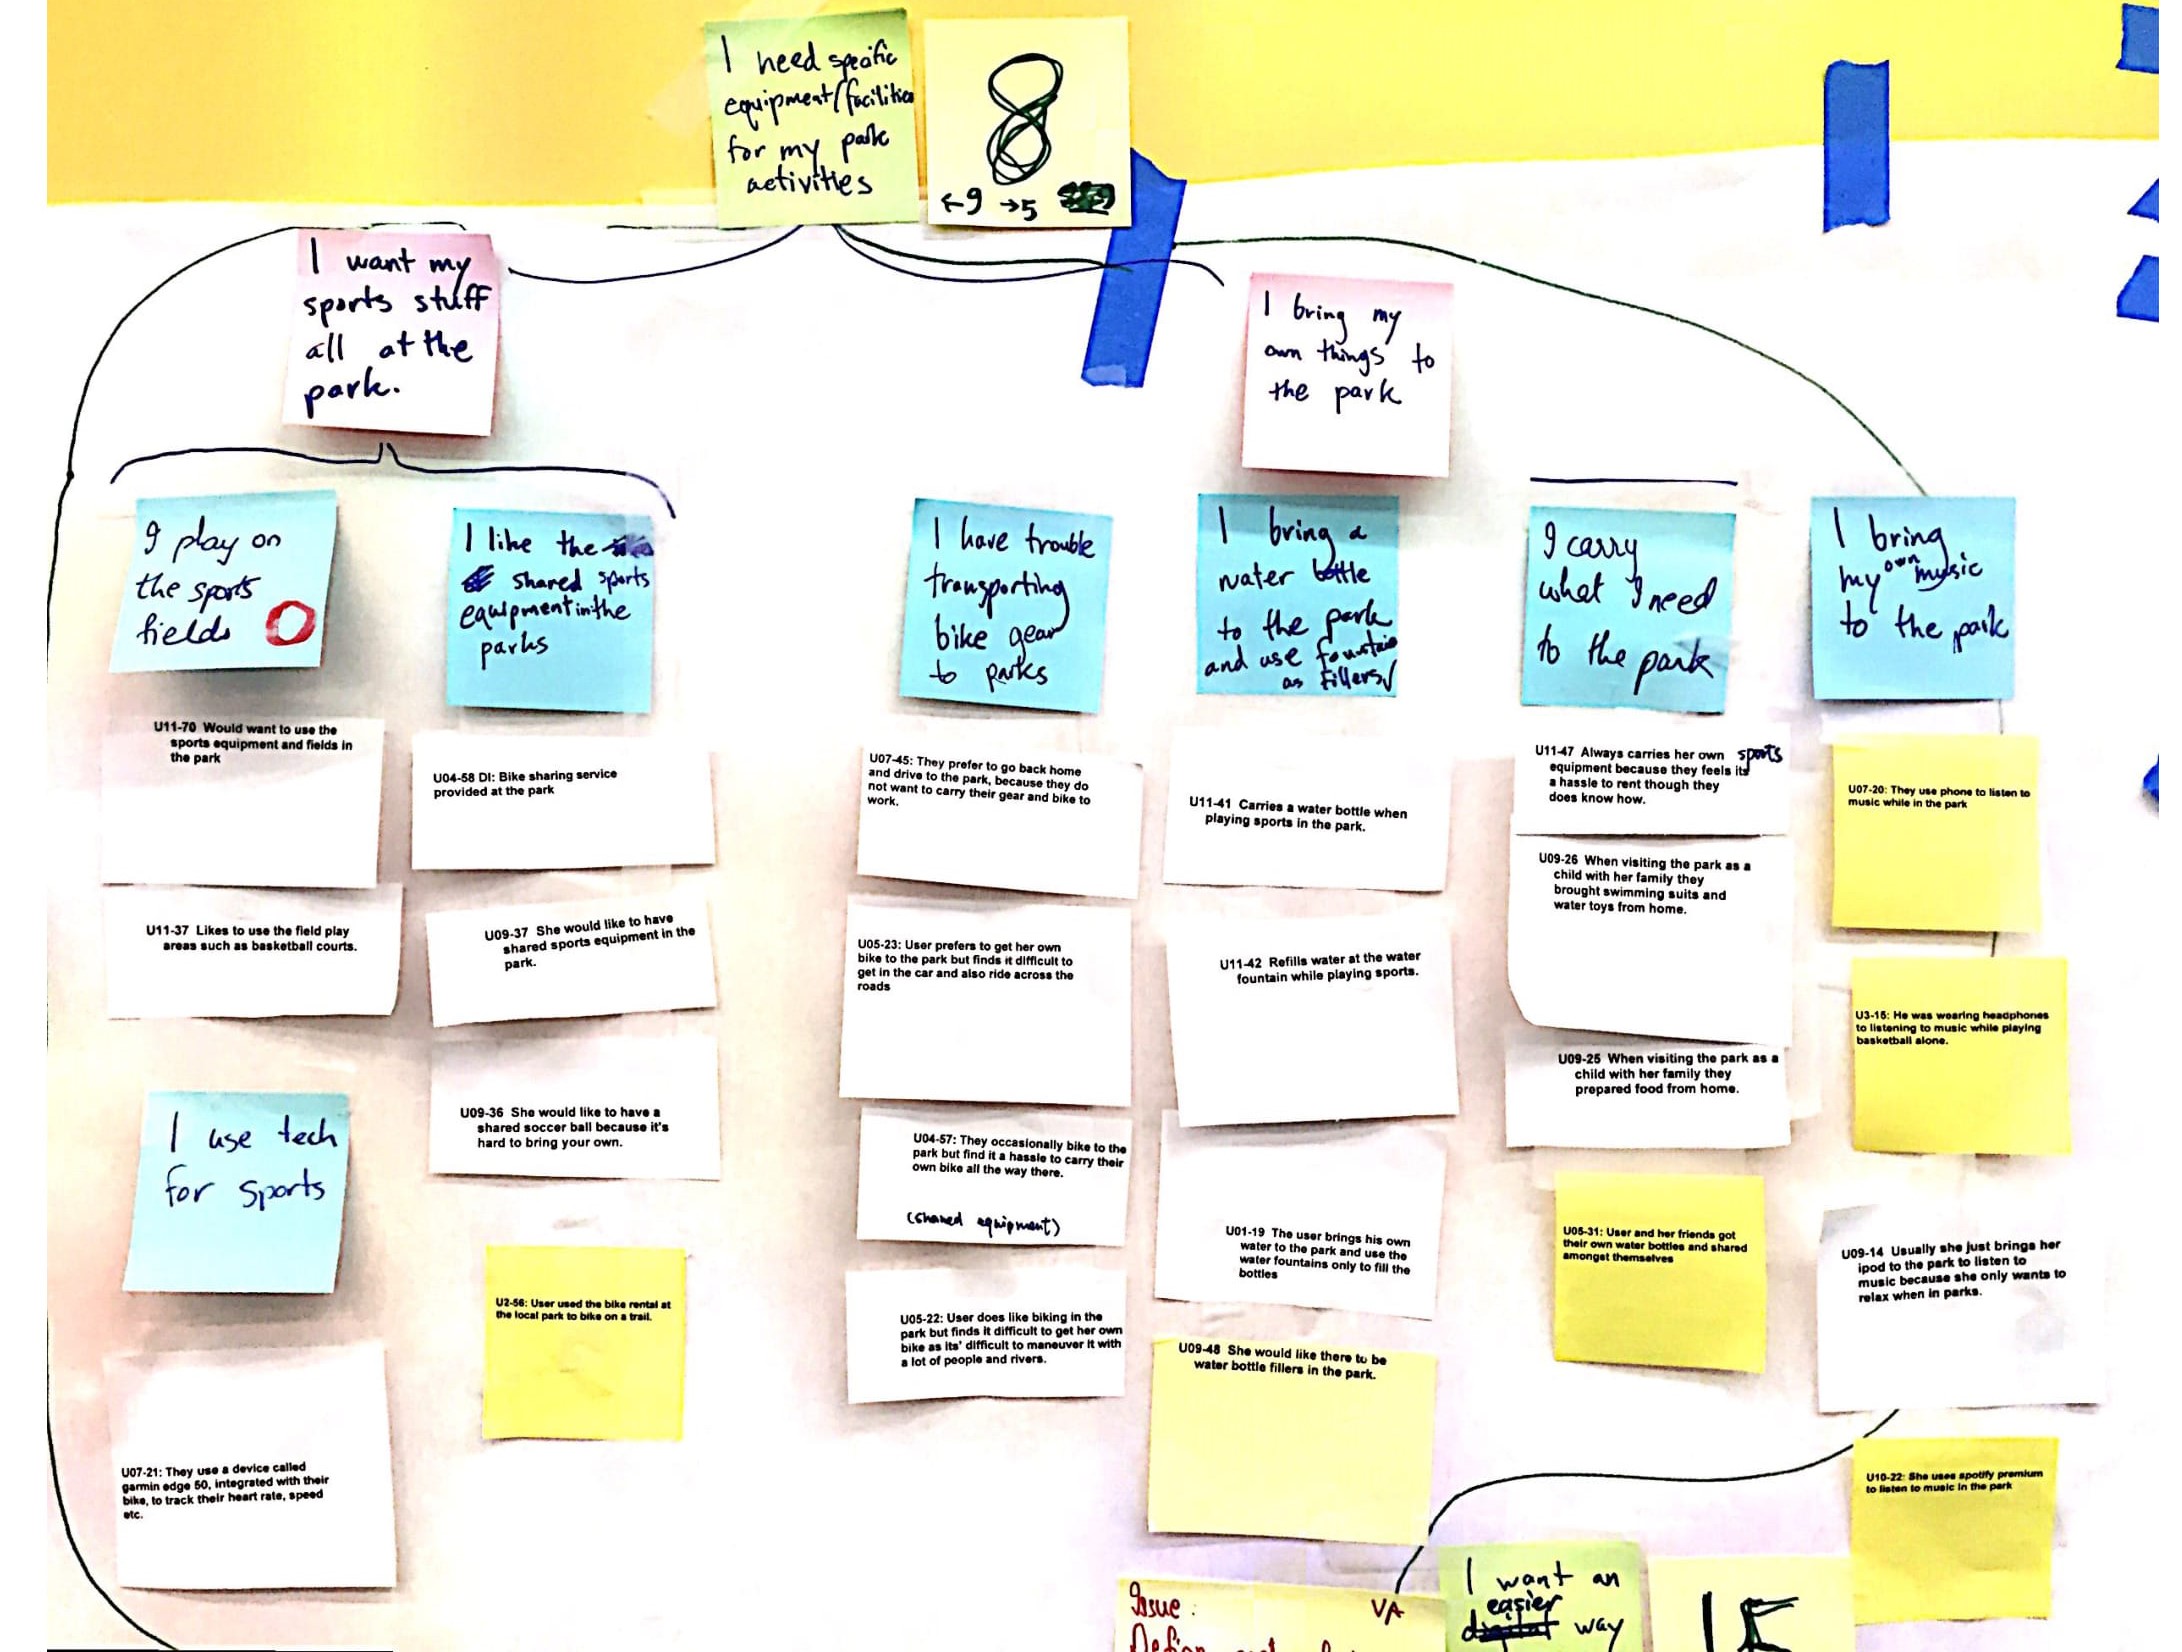 I need specific
equipment/facilities
for my park
activities
8
←9 →5
I want my
sports stuff
all at the
park.
I bring my
own things to
the park
I play on
the sports
fields
I like the
shared sports
equipment in the
parks
I have trouble
transporting
bike gear
to parks
I bring a
water bottle
to the park
and use fountain
as fillers
I carry
what I need
to the park
I bring
my own music
to the park
U11-70 Would want to use the
sports equipment and fields in
the park
U11-37 Likes to use the field play
areas such as basketball courts.
I use tech
for sports
U07-21: They use a device called
garmin edge 50, integrated with their
bike, to track their heart rate, speed
etc.
U04-58 DI: Bike sharing service
provided at the park
U09-37 She would like to have
shared sports equipment in the
park.
U09-36 She would like to have a
shared soccer ball because it's
hard to bring your own.
U2-56: User used the bike rental at
the local park to bike on a trail.
U07-45: They prefer to go back home
and drive to the park, because they do
not want to carry their gear and bike to
work.
U05-23: User prefers to get her own
bike to the park but finds it difficult to
get in the car and also ride across the
roads
U04-57: They occasionally bike to the
park but find it a hassle to carry their
own bike all the way there.
(shared equipment)
U05-22: User does like biking in the
park but finds it difficult to get her own
bike as its' difficult to maneuver it with
a lot of people and rivers.
U11-41 Carries a water bottle when
playing sports in the park.
U11-42 Refills water at the water
fountain while playing sports.
U01-19 The user brings his own
water to the park and use the
water fountains only to fill the
bottles
U09-48 She would like there to be
water bottle fillers in the park.
U11-47 Always carries her own sports
equipment because they feels its
a hassle to rent though they
does know how.
U09-26 When visiting the park as a
child with her family they
brought swimming suits and
water toys from home.
U09-25 When visiting the park as a
child with her family they
prepared food from home.
U05-31: User and her friends got
their own water bottles and shared
amongst themselves
U07-20: They use phone to listen to
music while in the park
U3-15: He was wearing headphones
to listening to music while playing
basketball alone.
U09-14 Usually she just brings her
ipod to the park to listen to
music because she only wants to
relax when in parks.
U10-22: She uses spotify premium
to listen to music in the park
Issue:
VA
I want an
easier
digital way
15